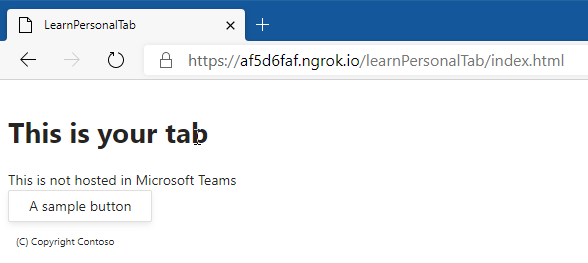 LearnPersonalTab
https://af5d6faf.ngrok.io/learnPersonalTab/index.html
This is your tab
This is not hosted in Microsoft Teams
A sample button
(C) Copyright Contoso